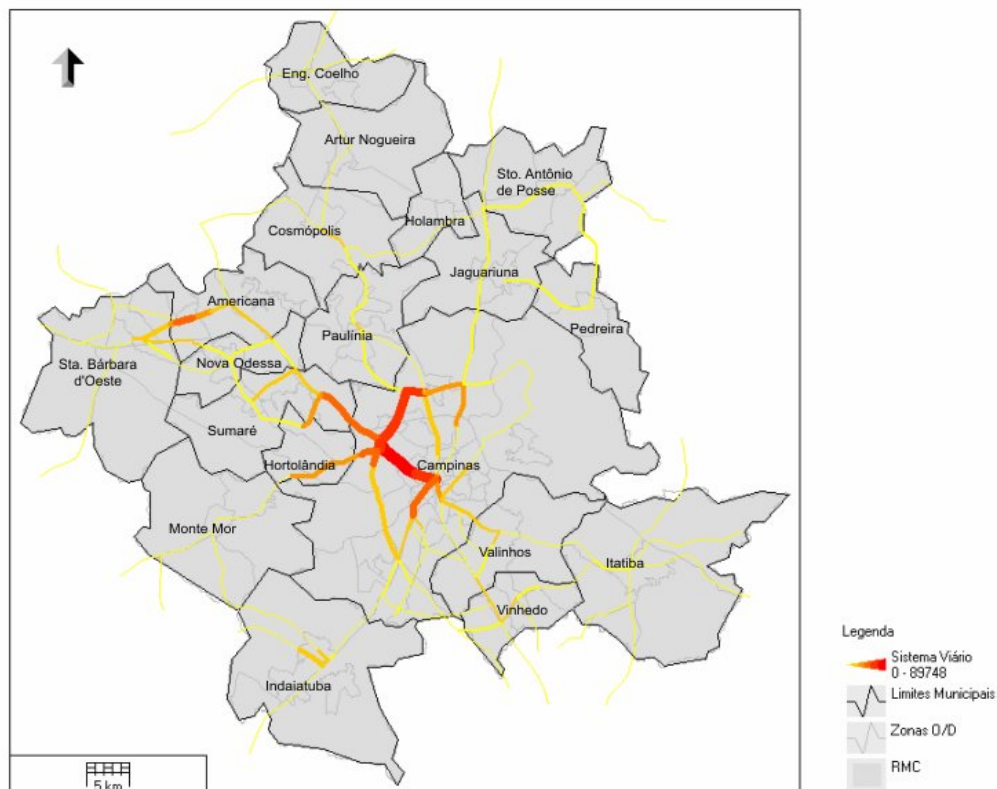 Eng. Coelho
Artur Nogueira
Sto. Antônio
de Posse
Holambra
Cosmópolis
Jaguariuna
Americana
Pedreira
Paulínia
Nova Odessa
Sta. Bárbara
d'Oeste
Sumaré
Hortolândia
Campinas
Monte Mor
Valinhos
Itatiba
Vinhedo
Indaiatuba
5 km
Legenda
Sistema Viário
0 - 89748
Limites Municipais
Zonas O/D
RMC